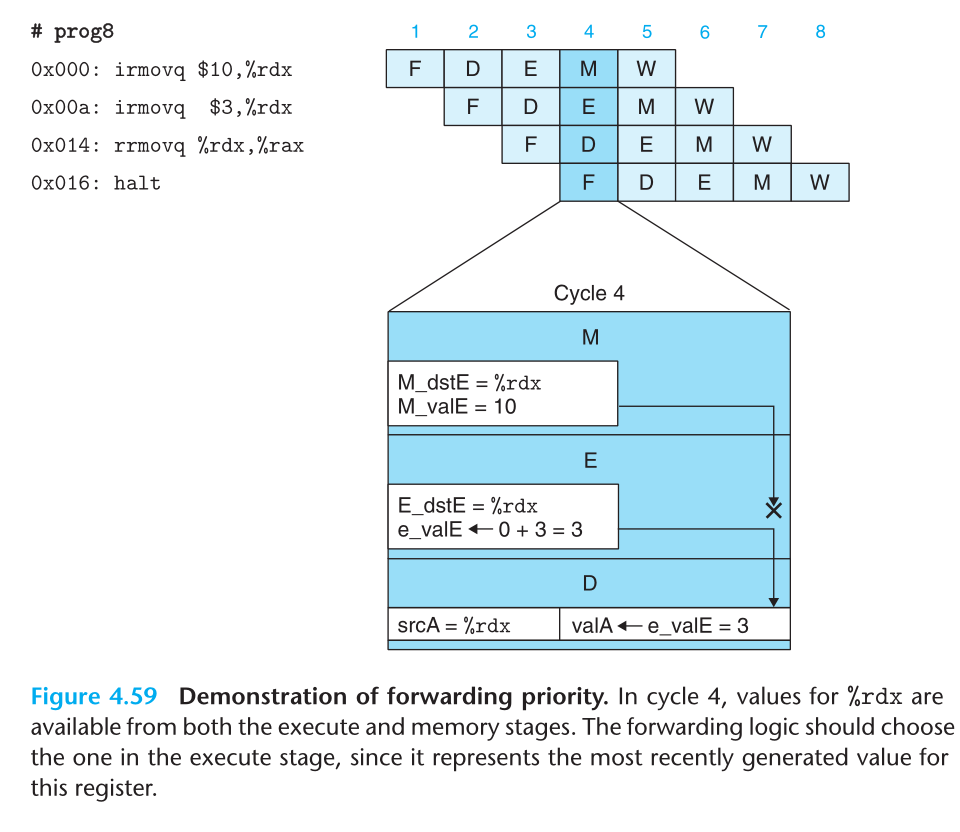 # prog8 1 2 3 4 5 6 7 8
0x000: irmovq $10,%rdx F D E M W
0x00a: irmovq  $3,%rdx F D E M W
0x014: rrmovq %rdx,%rax F D E M W
0x016: halt F D E M W
Cycle 4
M
M_dstE = %rdx
M_valE = 10
E
E_dstE = %rdx
e_valE ← 0 + 3 = 3
D
srcA = %rdx valA ← e_valE = 3
Figure 4.59 Demonstration of forwarding priority. In cycle 4, values for %rdx are
available from both the execute and memory stages. The forwarding logic should choose
the one in the execute stage, since it represents the most recently generated value for
this register.